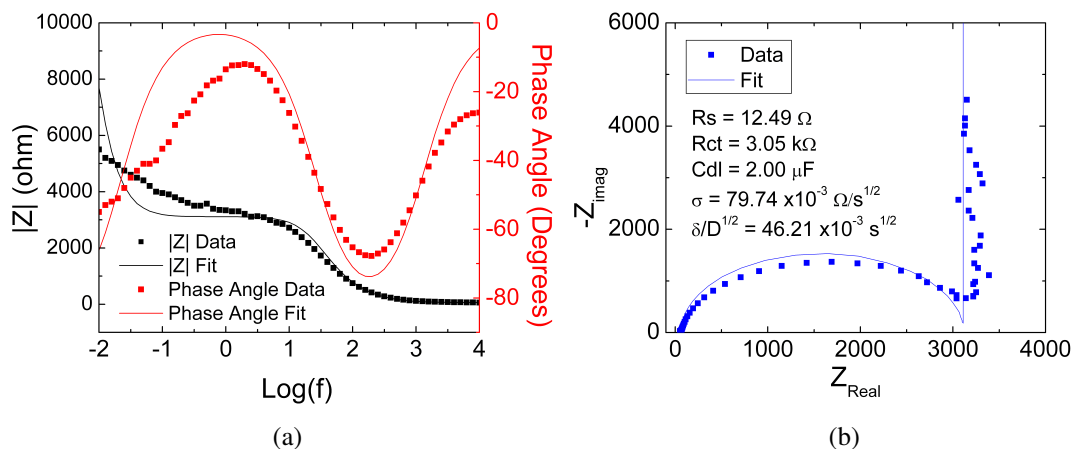 10000
8000
6000
4000
2000
0
|Z| (ohm)
|Z| Data
|Z| Fit
Phase Angle Data
Phase Angle Fit
-2 -1 0 1 2 3 4
Log(f)
0
-20
-40
-60
-80
Phase Angle (Degrees)
(a)
6000
4000
2000
0
-Z_imag
Data
Fit
Rs = 12.49 Ω
Rct = 3.05 kΩ
Cdl = 2.00 μF
σ = 79.74 x10^-3 Ω/s^1/2
δ/D^1/2 = 46.21 x10^-3 s^1/2
0 1000 2000 3000 4000
Z_Real
(b)